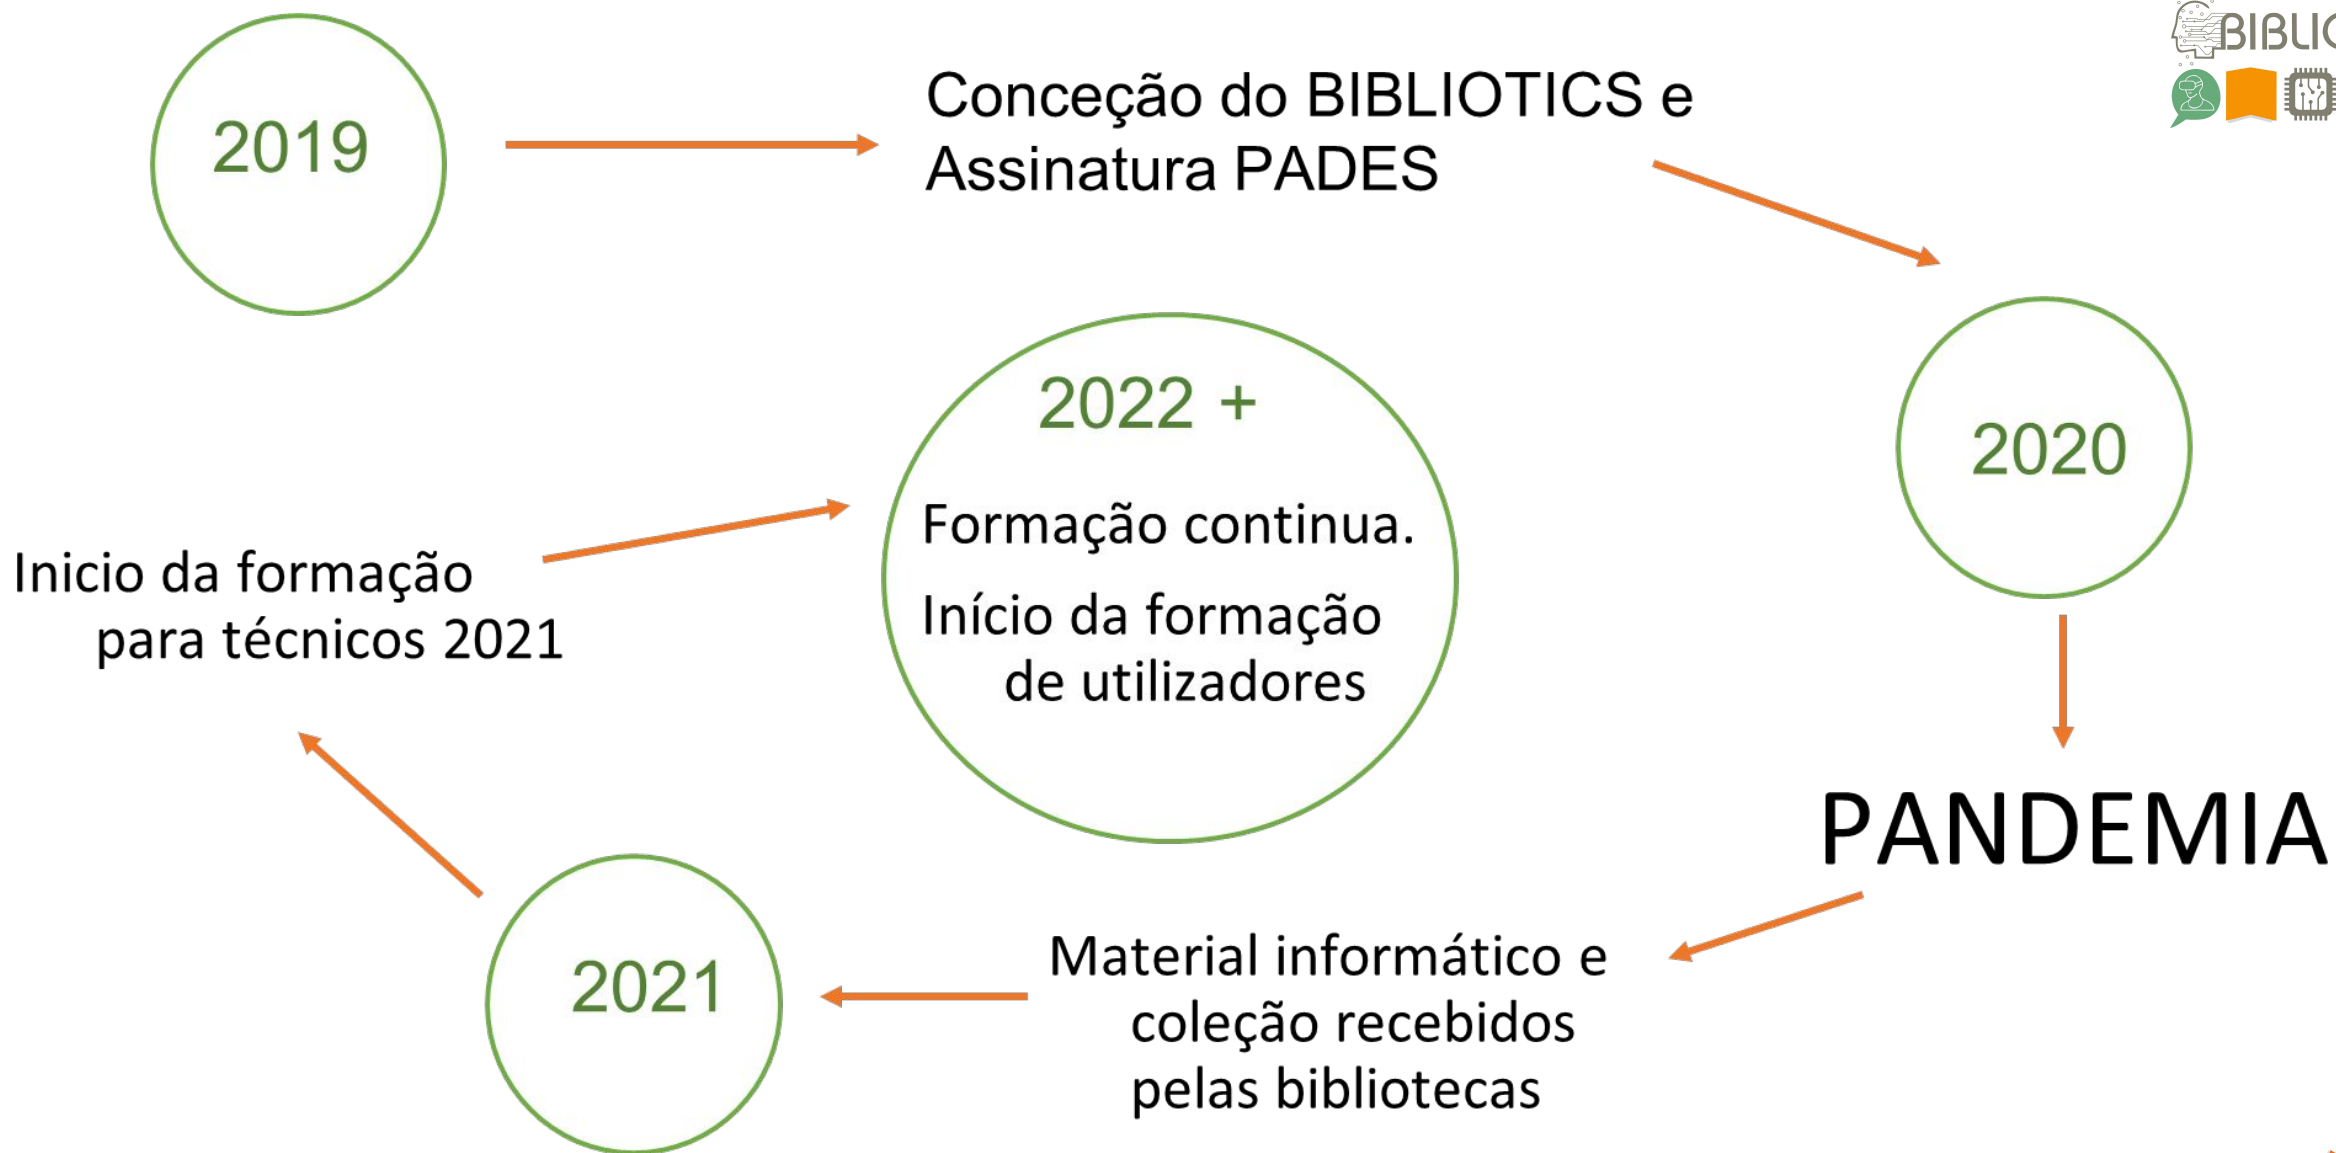 2019
Conceção do BIBLIOTICS e
Assinatura PADES
2020
PANDEMIA
Material informático e
coleção recebidos
pelas bibliotecas
2021
Inicio da formação
para técnicos 2021
2022 +
Formação continua.
Início da formação
de utilizadores